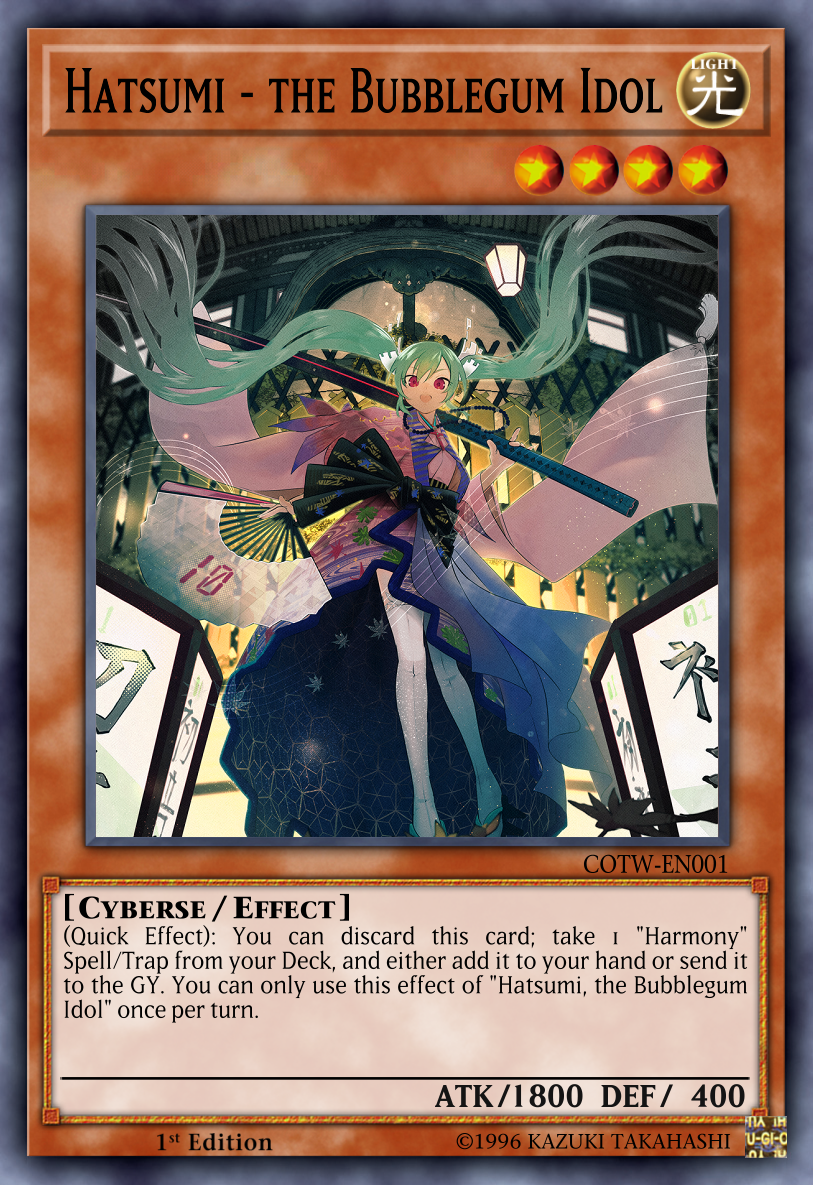 Hatsumi - the Bubblegum Idol
LIGHT
光
10
01
初
COTW-EN001
[Cyberse / Effect]
(Quick Effect): You can discard this card; take 1 "Harmony"
Spell/Trap from your Deck, and either add it to your hand or send it
to the GY. You can only use this effect of "Hatsumi, the Bubblegum
Idol" once per turn.
ATK/1800 DEF/ 400
1st Edition
©1996 KAZUKI TAKAHASHI